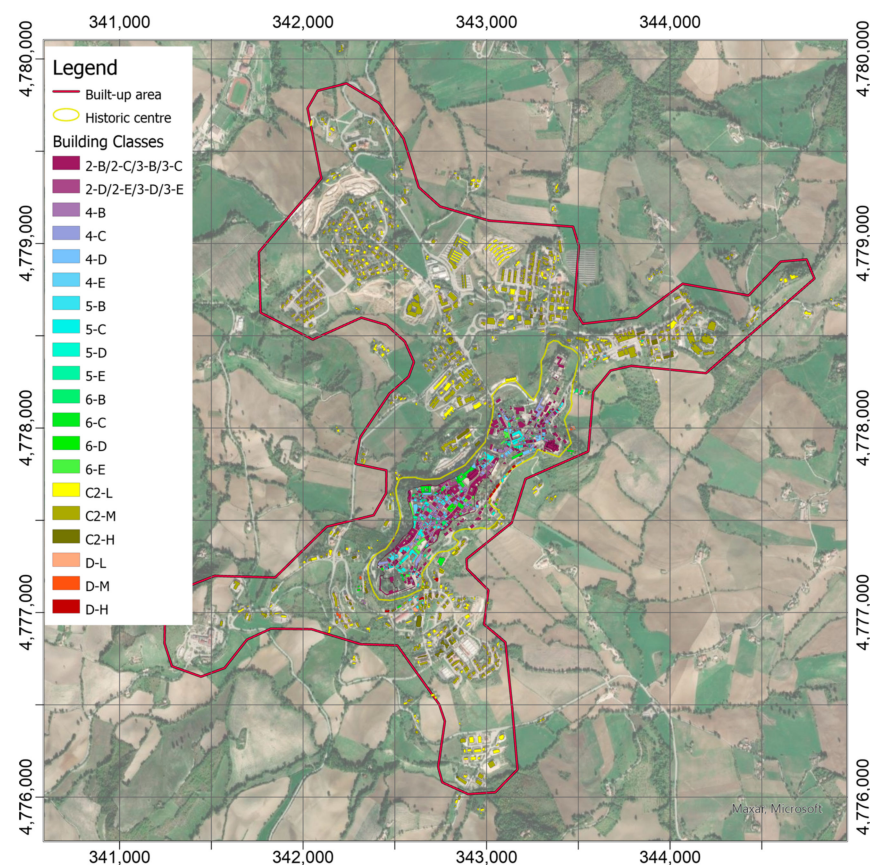 341,000 342,000 343,000 344,000
4,780,000 4,780,000
Legend
Built-up area
Historic centre
Building Classes
2-B/2-C/3-B/3-C
2-D/2-E/3-D/3-E
4-B
4-C
4-D
4-E
5-B
5-C
5-D
5-E
6-B
6-C
6-D
6-E
C2-L
C2-M
C2-H
D-L
D-M
D-H
4,779,000 4,779,000
4,778,000 4,778,000
4,777,000 4,777,000
4,776,000 4,776,000
Maxar, Microsoft
341,000 342,000 343,000 344,000